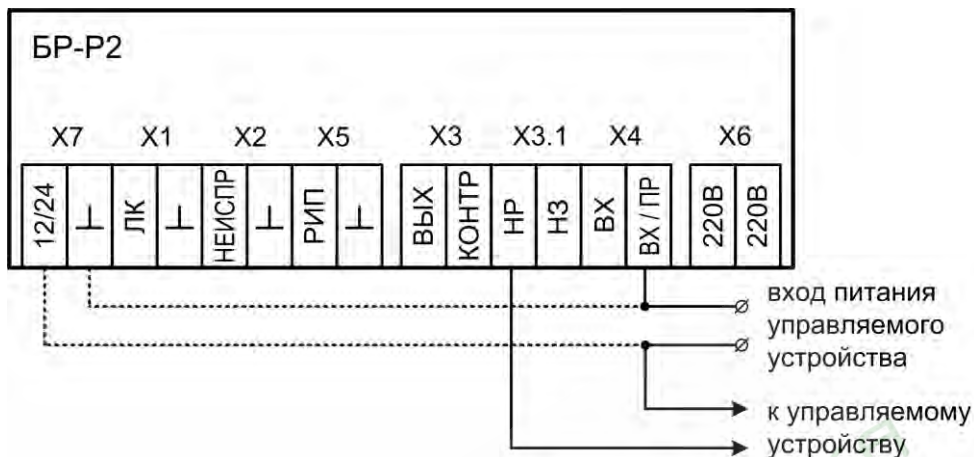 БР-Р2
X7 X1 X2 X5 X3 X3.1 X4 X6
12/24 ЛК НЕИСПР РИП ВЫХ КОНТР НР НЗ ВХ ВХ / ПР 220В 220В
вход питания
управляемого
устройства
к управляемому
устройству